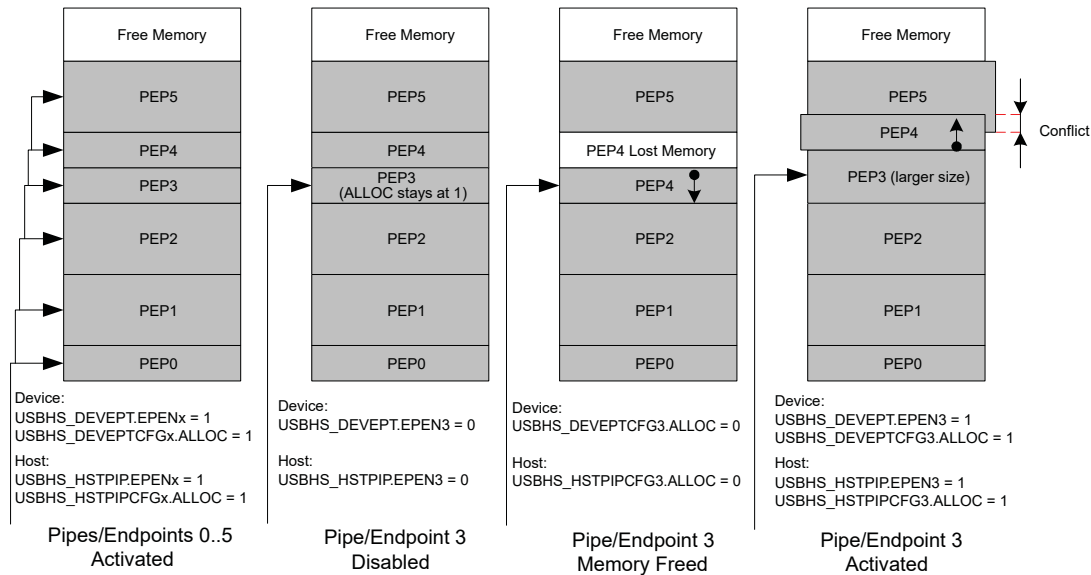 Free Memory
PEP5
PEP4
PEP3
PEP2
PEP1
PEP0
Device:
USBHS_DEVEPT.EPENx = 1
USBHS_DEVEPTCFGx.ALLOC = 1
Host:
USBHS_HSTPIP.EPENx = 1
USBHS_HSTPIPCFGx.ALLOC = 1
Pipes/Endpoints 0..5
Activated
Free Memory
PEP5
PEP4
PEP3
(ALLOC stays at 1)
PEP2
PEP1
PEP0
Device:
USBHS_DEVEPT.EPEN3 = 0
Host:
USBHS_HSTPIP.EPEN3 = 0
Pipe/Endpoint 3
Disabled
Free Memory
PEP5
PEP4 Lost Memory
PEP4
PEP2
PEP1
PEP0
Device:
USBHS_DEVEPTCFG3.ALLOC = 0
Host:
USBHS_HSTPIPCFG3.ALLOC = 0
Pipe/Endpoint 3
Memory Freed
Free Memory
PEP5
PEP4
Conflict
PEP3 (larger size)
PEP2
PEP1
PEP0
Device:
USBHS_DEVEPT.EPEN3 = 1
USBHS_DEVEPTCFG3.ALLOC = 1
Host:
USBHS_HSTPIP.EPEN3 = 1
USBHS_HSTPIPCFG3.ALLOC = 1
Pipe/Endpoint 3
Activated